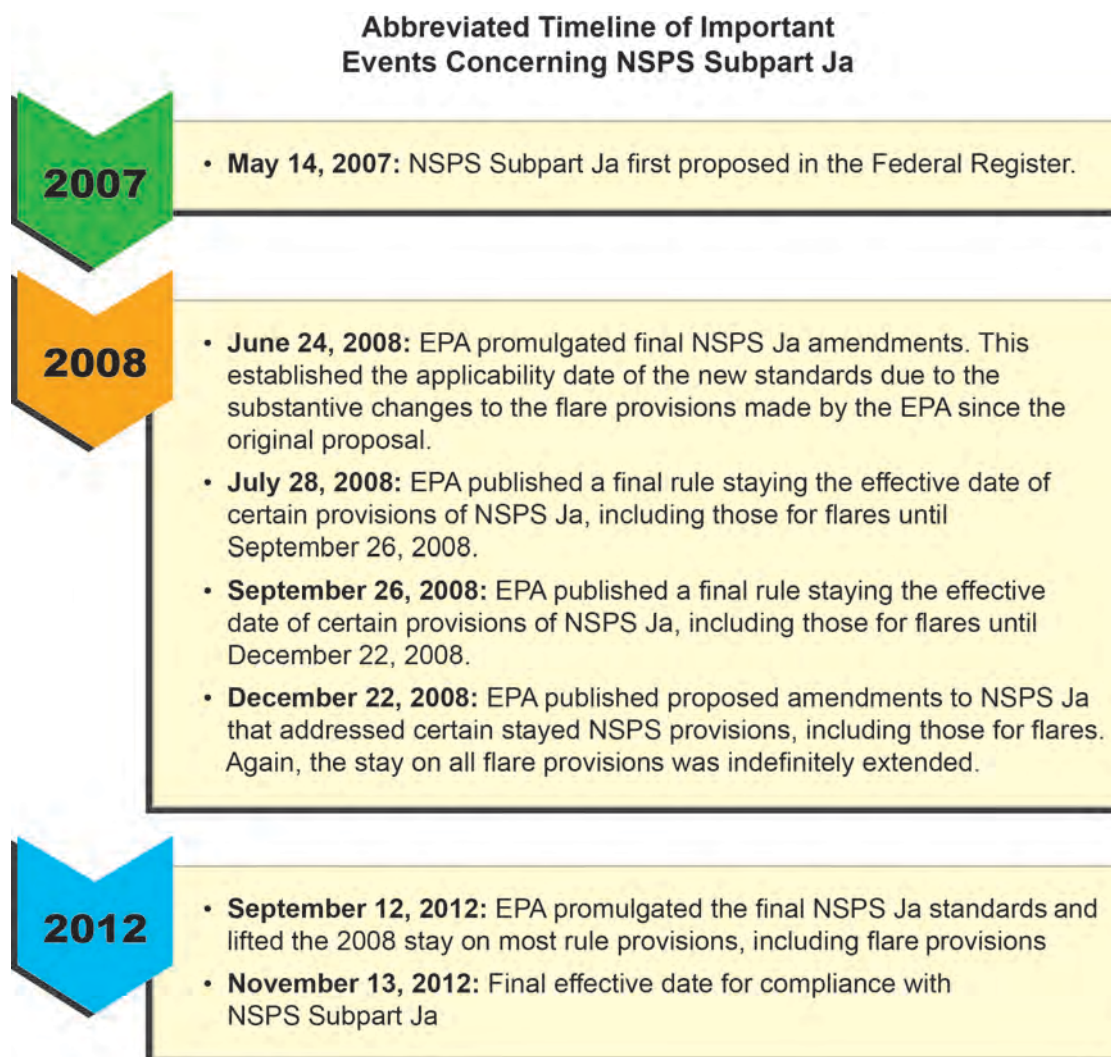 Abbreviated Timeline of Important
Events Concerning NSPS Subpart Ja
2007
• May 14, 2007: NSPS Subpart Ja first proposed in the Federal Register.
2008
• June 24, 2008: EPA promulgated final NSPS Ja amendments. This
established the applicability date of the new standards due to the
substantive changes to the flare provisions made by the EPA since the
original proposal.
• July 28, 2008: EPA published a final rule staying the effective date of
certain provisions of NSPS Ja, including those for flares until
September 26, 2008.
• September 26, 2008: EPA published a final rule staying the effective
date of certain provisions of NSPS Ja, including those for flares until
December 22, 2008.
• December 22, 2008: EPA published proposed amendments to NSPS Ja
that addressed certain stayed NSPS provisions, including those for flares.
Again, the stay on all flare provisions was indefinitely extended.
2012
• September 12, 2012: EPA promulgated the final NSPS Ja standards and
lifted the 2008 stay on most rule provisions, including flare provisions
• November 13, 2012: Final effective date for compliance with
NSPS Subpart Ja